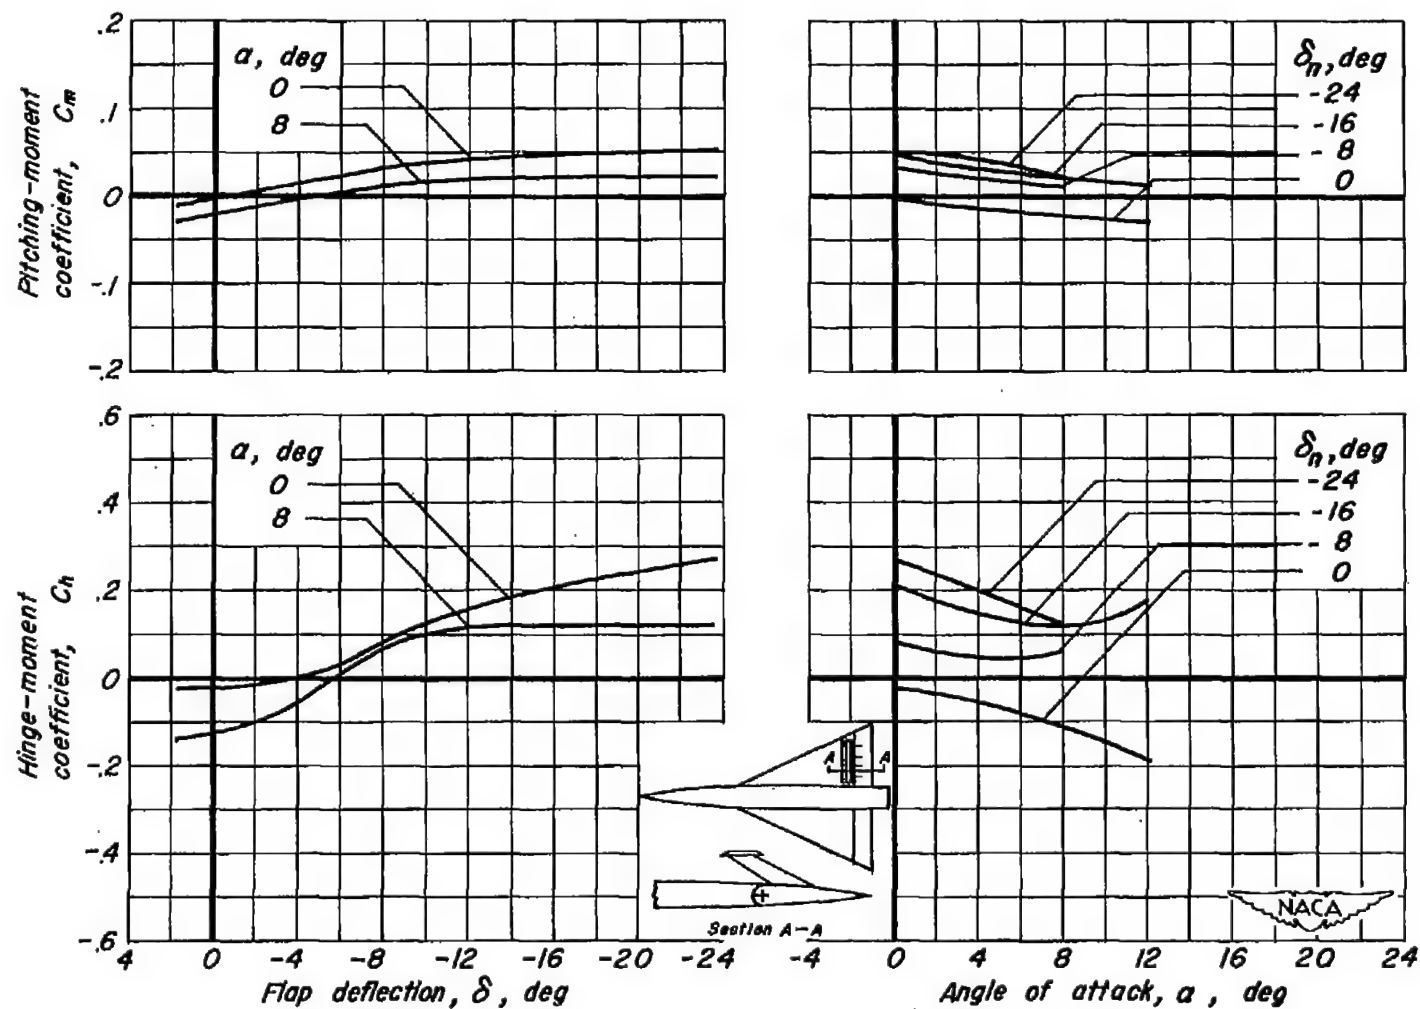 .2
.1
0
-.1
-.2
Pitching-moment
coefficient, Cm
α, deg
0
8
δn, deg
-24
-16
- 8
0
.6
.4
.2
0
-.2
-.4
-.6
Hinge-moment
coefficient, Ch
α, deg
0
8
δn, deg
-24
-16
- 8
0
A A
Section A-A
NACA
4 0 -4 -8 -12 -16 -20 -24
Flap deflection, δ, deg
-4 0 4 8 12 16 20 24
Angle of attack, α, deg